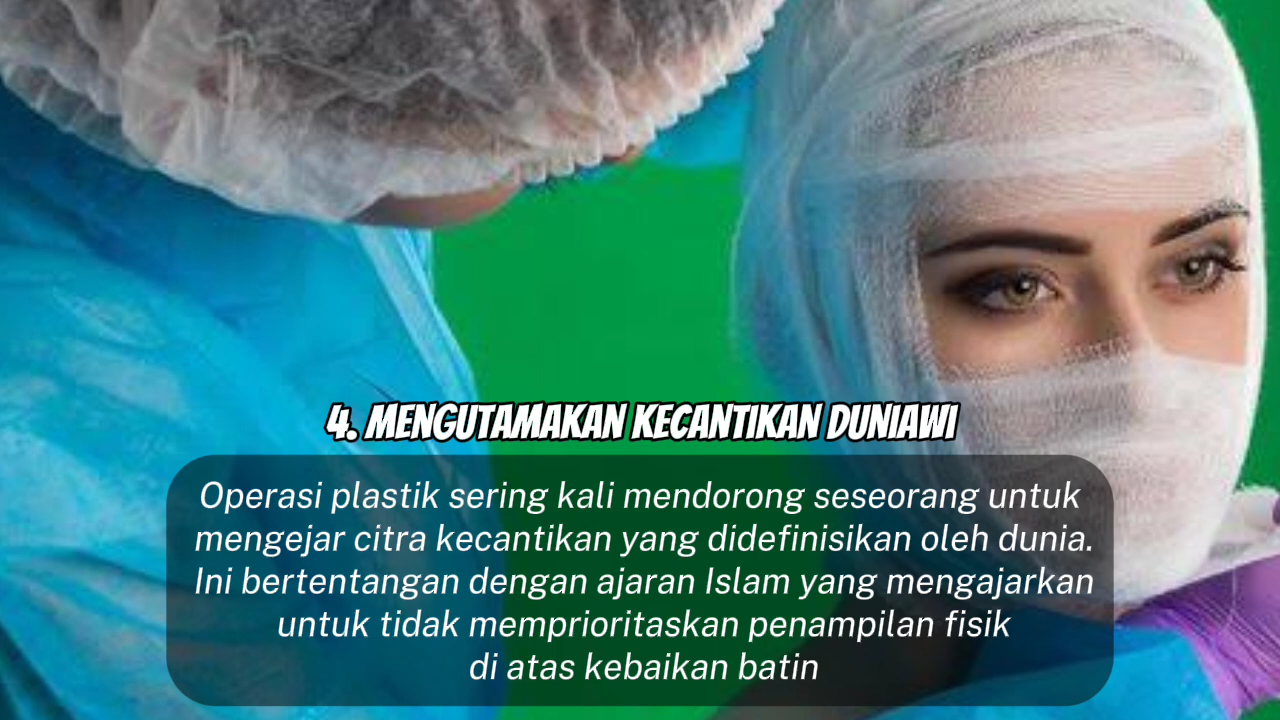 4. MENGUTAMAKAN KECANTIKAN DUNIAWI
Operasi plastik sering kali mendorong seseorang untuk
mengejar citra kecantikan yang didefinisikan oleh dunia.
Ini bertentangan dengan ajaran Islam yang mengajarkan
untuk tidak memprioritaskan penampilan fisik
di atas kebaikan batin